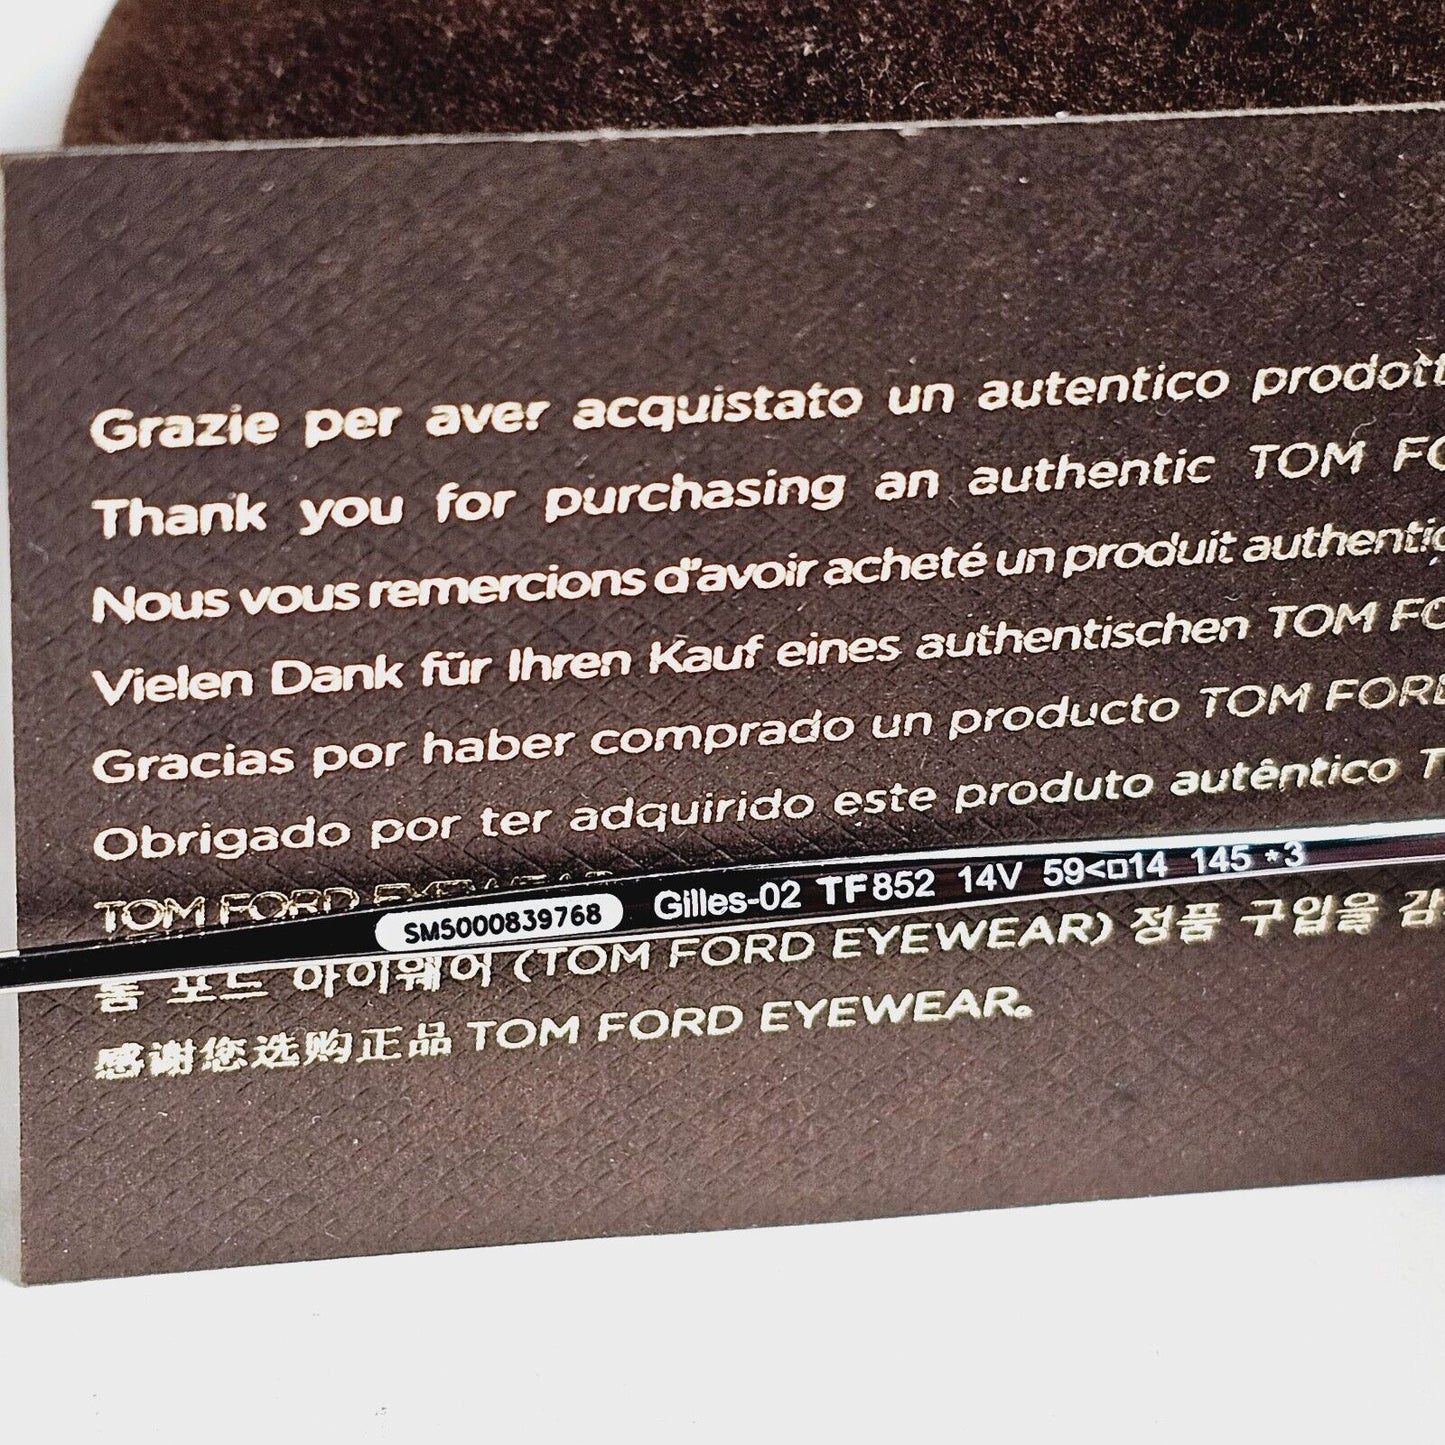 Grazie per aver acquistato un autentico prodott
Thank you for purchasing an authentic TOM FO
Nous vous remercions d'avoir acheté un produit authentiq
Vielen Dank für Ihren Kauf eines authentischen TOM FO
Gracias por haber comprado un producto TOM FORD
Obrigado por ter adquirido este produto autêntico T
TOM FORD EYEWEAR
SM5000839768 Gilles-02 TF852 14V 59<□14 145 *3
톰 포드 아이웨어 (TOM FORD EYEWEAR) 정품 구입을 감
感谢您选购正品 TOM FORD EYEWEAR。